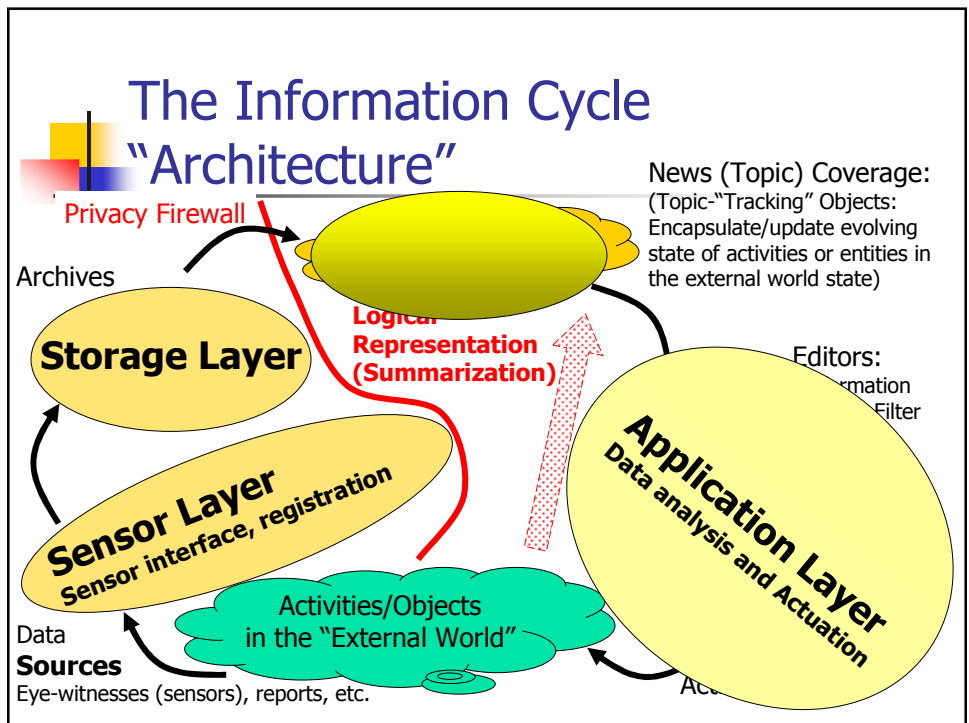 The Information Cycle
“Architecture”
Privacy Firewall
News (Topic) Coverage:
(Topic-“Tracking” Objects:
Encapsulate/update evolving
state of activities or entities in
the external world state)
Archives
Storage Layer
Logical
Representation
(Summarization)
Editors:
Filter
Application Layer
Data analysis and Actuation
Sensor Layer
Sensor interface, registration
Activities/Objects
in the “External World”
Data
Sources
Eye-witnesses (sensors), reports, etc.